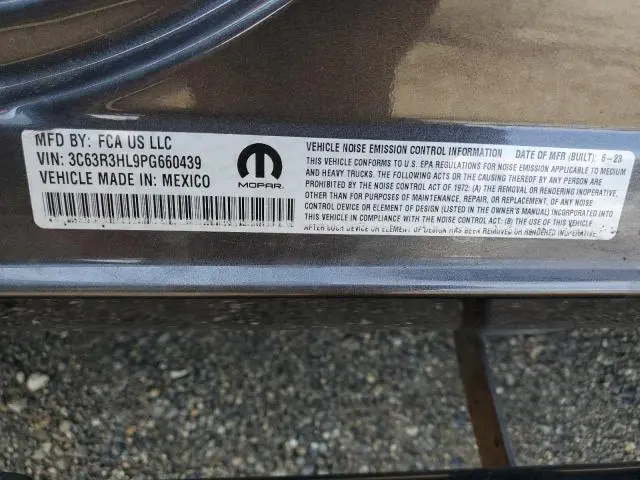 MFD BY: FCA US LLC
VIN: 3C63R3HL9PG660439
VEHICLE MADE IN: MEXICO
MOPAR
VEHICLE NOISE EMISSION CONTROL INFORMATION DATE OF MFR (BUILT): 6-23
THIS VEHICLE CONFORMS TO U.S. EPA REGULATIONS FOR NOISE EMISSION APPLICABLE TO MEDIUM
AND HEAVY TRUCKS. THE FOLLOWING ACTS OR THE CAUSING THEREOF BY ANY PERSON ARE
PROHIBITED BY THE NOISE CONTROL ACT OF 1972: (A) THE REMOVAL OR RENDERING INOPERATIVE,
OTHER THAN FOR PURPOSES OF MAINTENANCE, REPAIR, OR REPLACEMENT, OF ANY NOISE
CONTROL DEVICE OR ELEMENT OF DESIGN (LISTED IN THE OWNER'S MANUAL) INCORPORATED INTO
THIS VEHICLE IN COMPLIANCE WITH THE NOISE CONTROL ACT: (B) THE USE OF THIS VEHICLE
AFTER SUCH DEVICE OR ELEMENT OF DESIGN HAS BEEN REMOVED OR RENDERED INOPERATIVE.